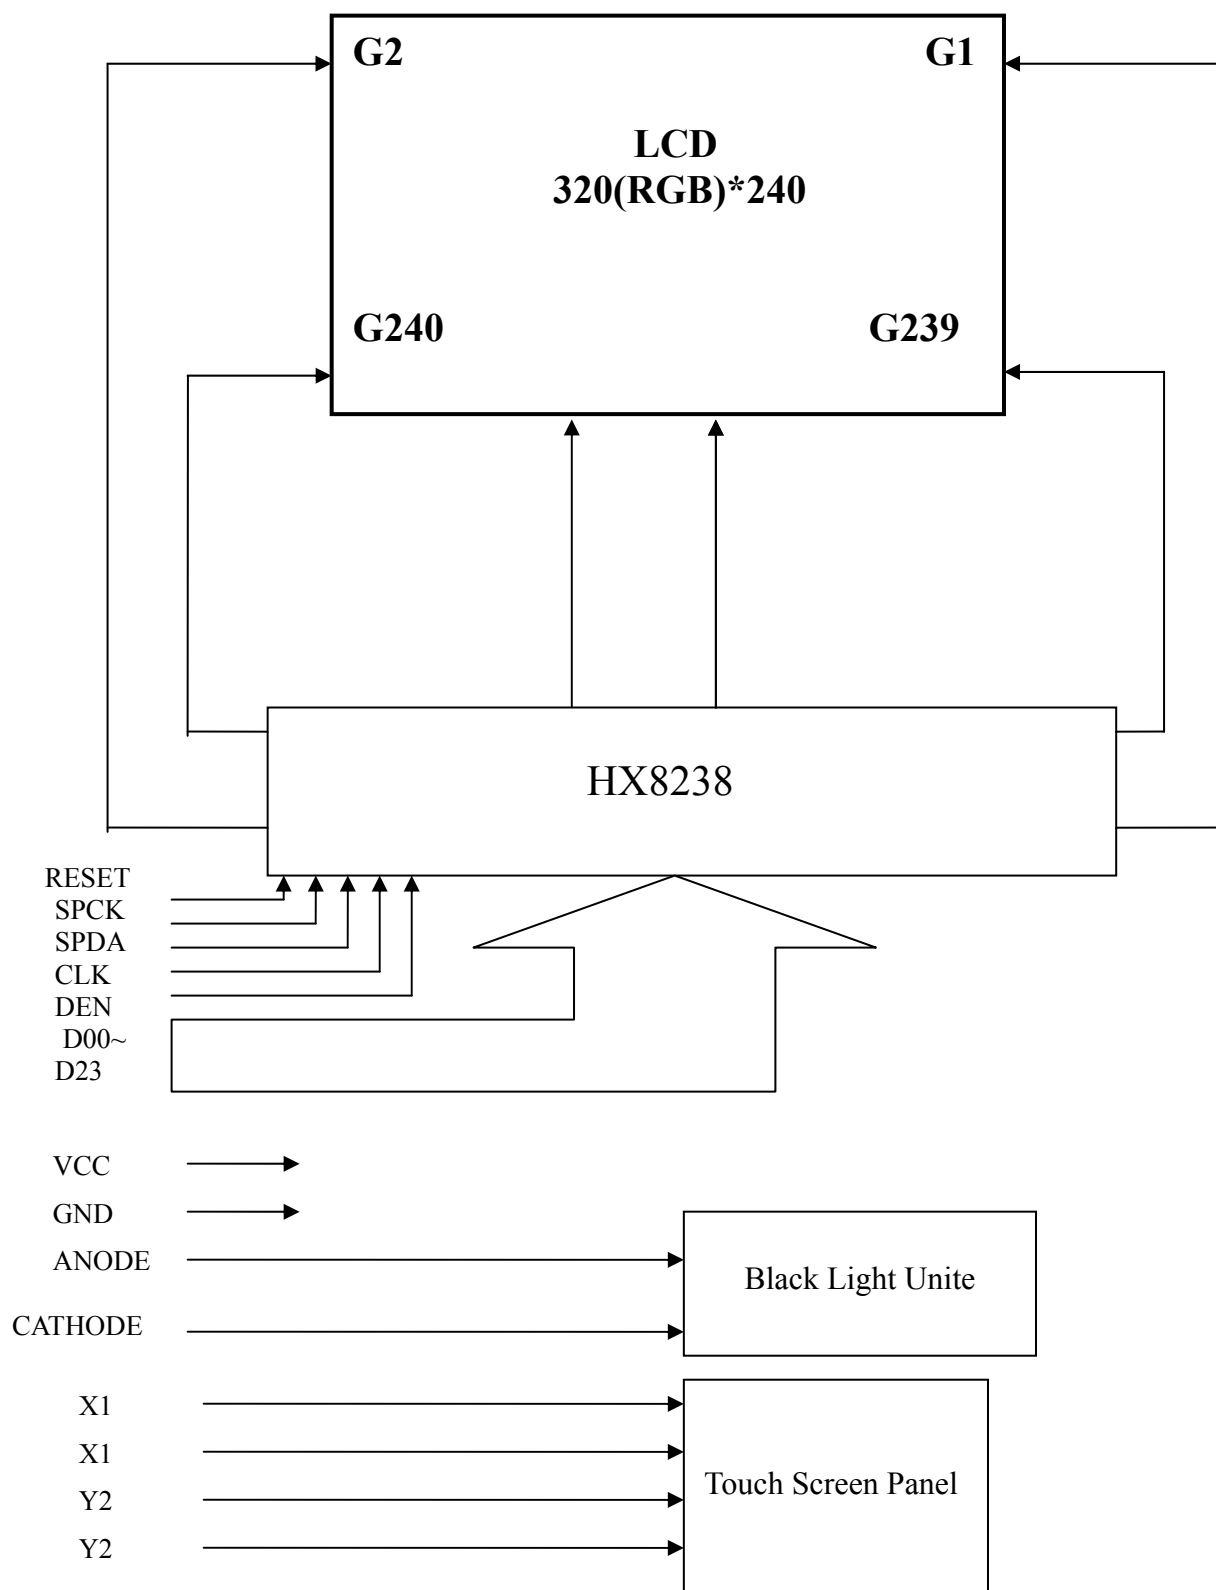 G2
G1
LCD
320(RGB)*240
G240
G239
HX8238
RESET
SPCK
SPDA
CLK
DEN
D00~
D23
VCC
GND
ANODE
Black Light Unite
CATHODE
X1
X1
Touch Screen Panel
Y2
Y2